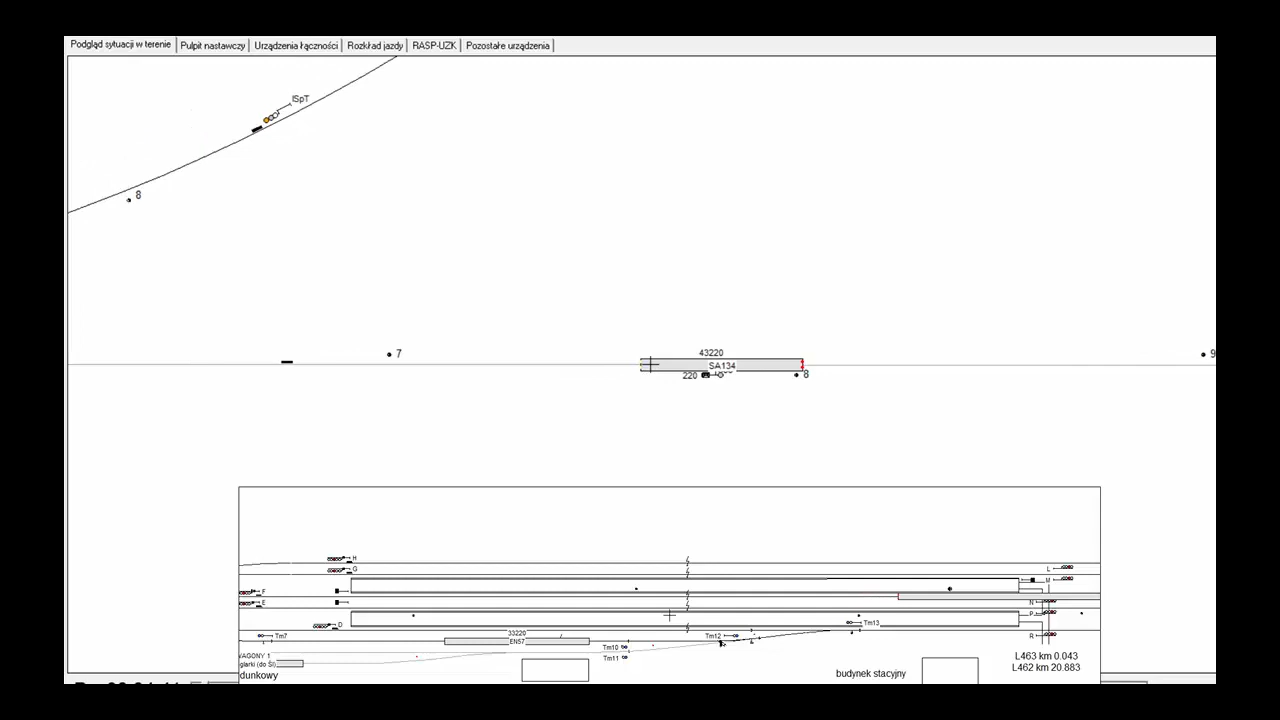 Podgląd sytuacji w terenie Pulpit nastawczy Urządzenia łączności Rozkład jazdy RASP-UZK Pozostałe urządzenia
ISpT
8
7
43220
9
SA134
220
8
H
G
L
M
F
E
N
P
D
Tm13
33220
Tm7
EN57
Tm12
R
Tm10
WAGONY 1
Tm11
L463 km 0.043
glarki (do Sl)
L462 km 20.883
dunkowy
budynek stacyjny